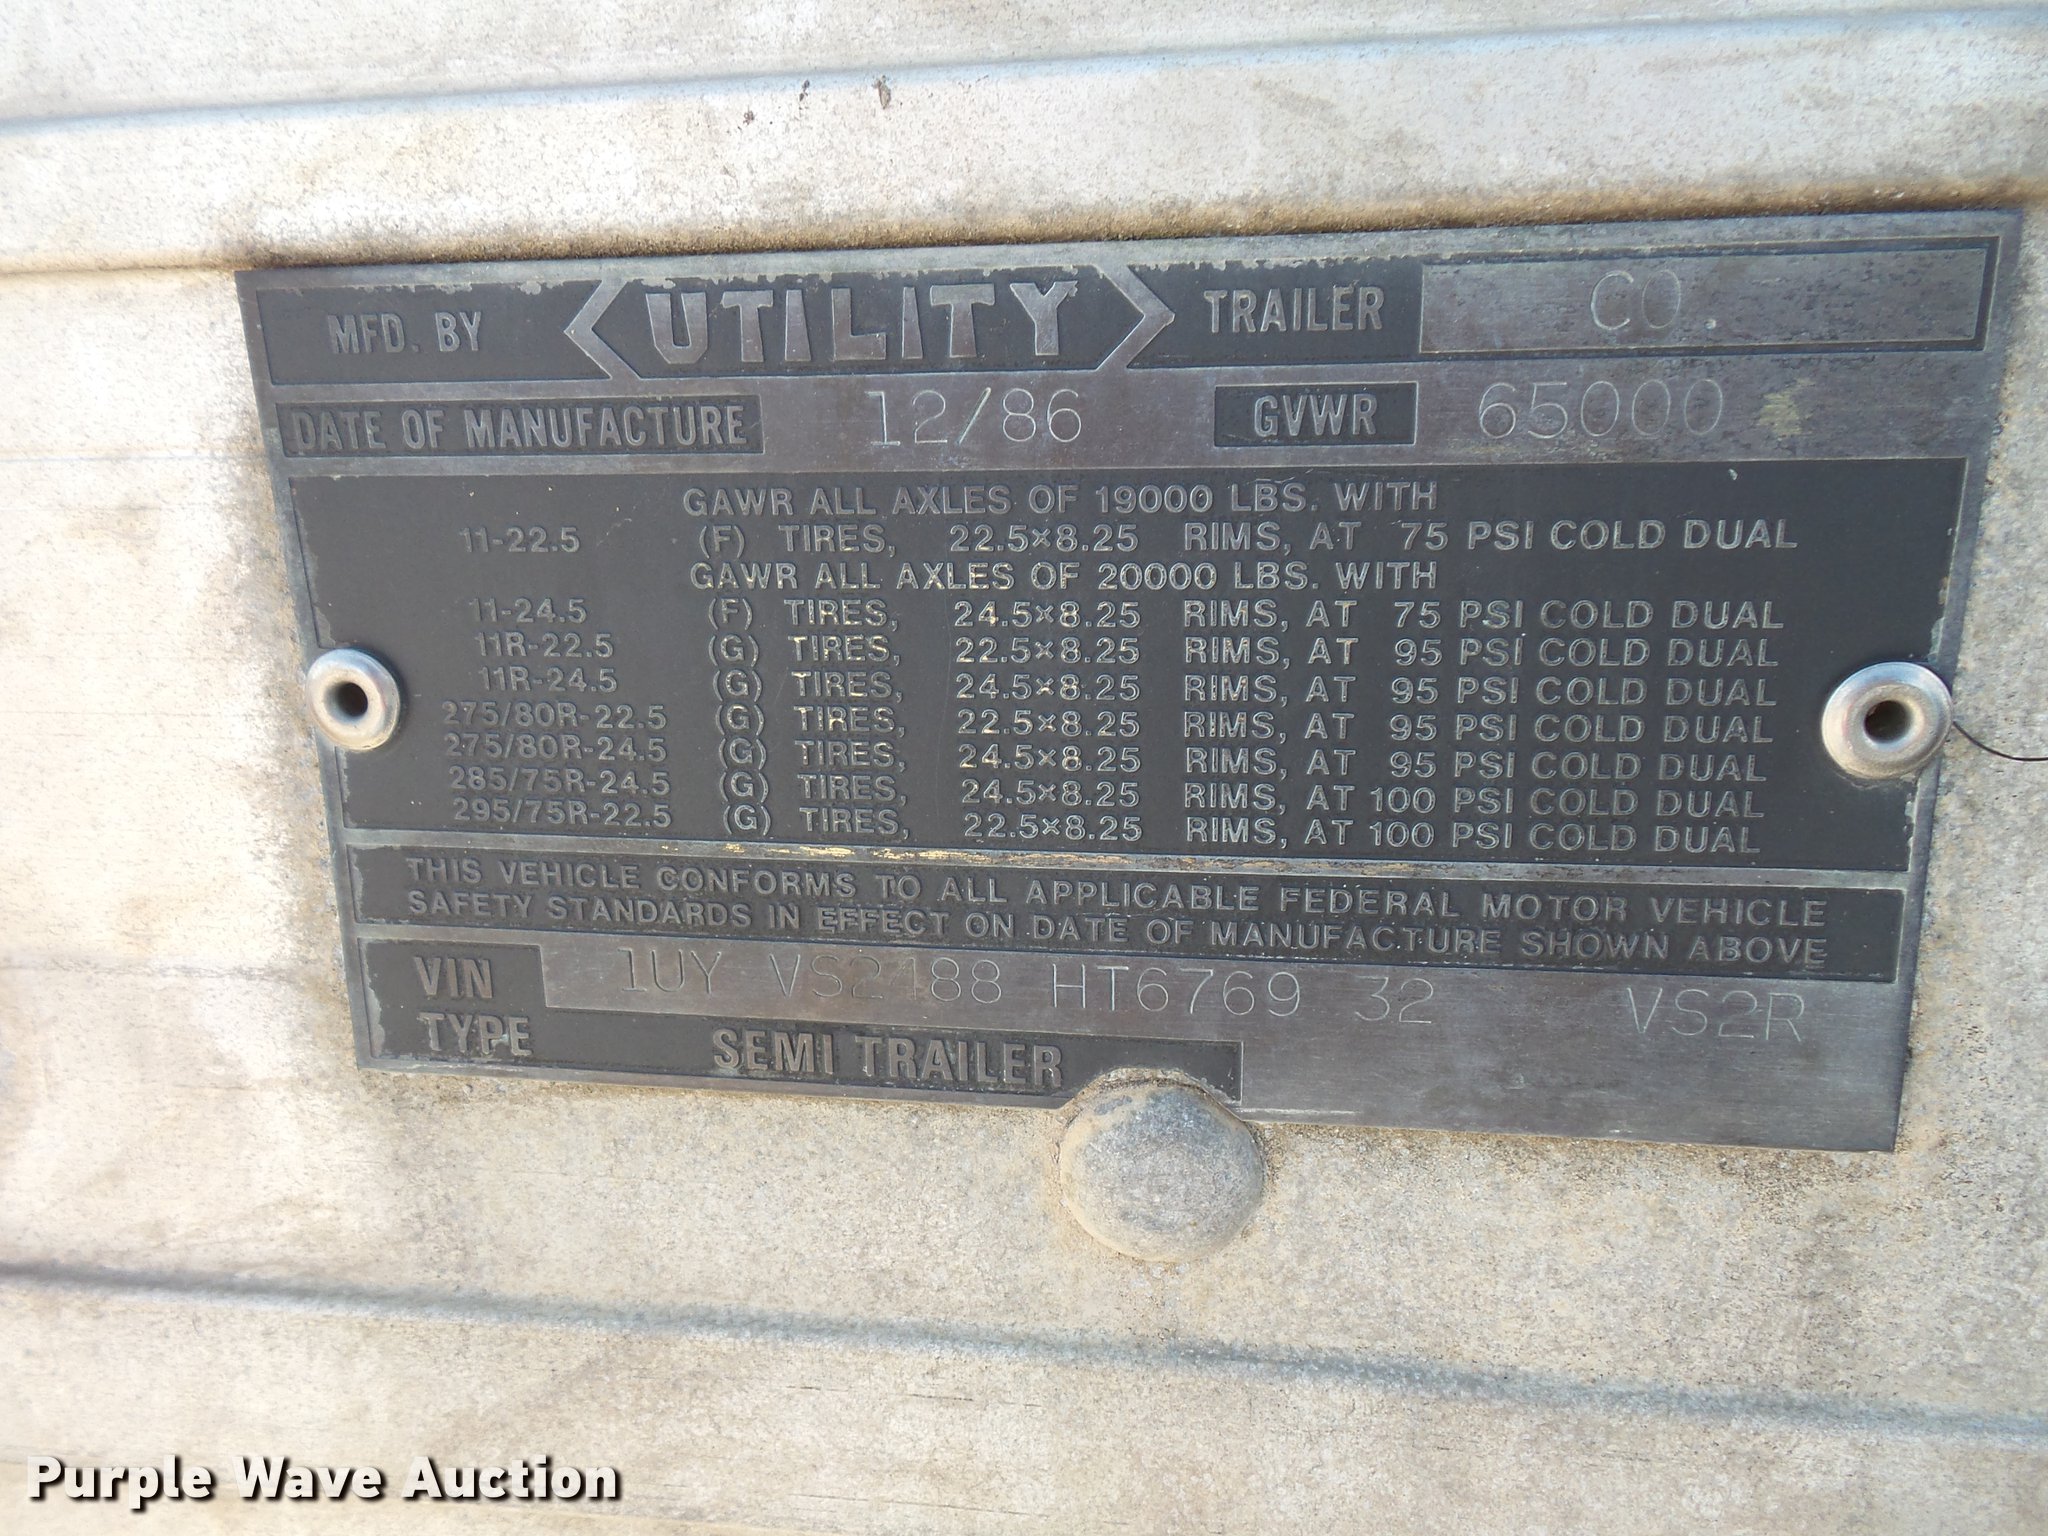 MFD. BY UTILITY TRAILER CO.
DATE OF MANUFACTURE 12/86 GVWR 65000
GAWR ALL AXLES OF 19000 LBS. WITH
11-22.5 (F) TIRES, 22.5×8.25 RIMS, AT 75 PSI COLD DUAL
GAWR ALL AXLES OF 20000 LBS. WITH
11-24.5 (F) TIRES, 24.5×8.25 RIMS, AT 75 PSI COLD DUAL
11R-22.5 (G) TIRES, 22.5×8.25 RIMS, AT 95 PSI COLD DUAL
11R-24.5 (G) TIRES, 24.5×8.25 RIMS, AT 95 PSI COLD DUAL
275/80R-22.5 (G) TIRES, 22.5×8.25 RIMS, AT 95 PSI COLD DUAL
275/80R-24.5 (G) TIRES, 24.5×8.25 RIMS, AT 95 PSI COLD DUAL
285/75R-24.5 (G) TIRES, 24.5×8.25 RIMS, AT 100 PSI COLD DUAL
295/75R-22.5 (G) TIRES, 22.5×8.25 RIMS, AT 100 PSI COLD DUAL
THIS VEHICLE CONFORMS TO ALL APPLICABLE FEDERAL MOTOR VEHICLE
SAFETY STANDARDS IN EFFECT ON DATE OF MANUFACTURE SHOWN ABOVE
VIN 1UY VS2488 HT6769 32 VS2R
TYPE SEMI TRAILER
Purple Wave Auction